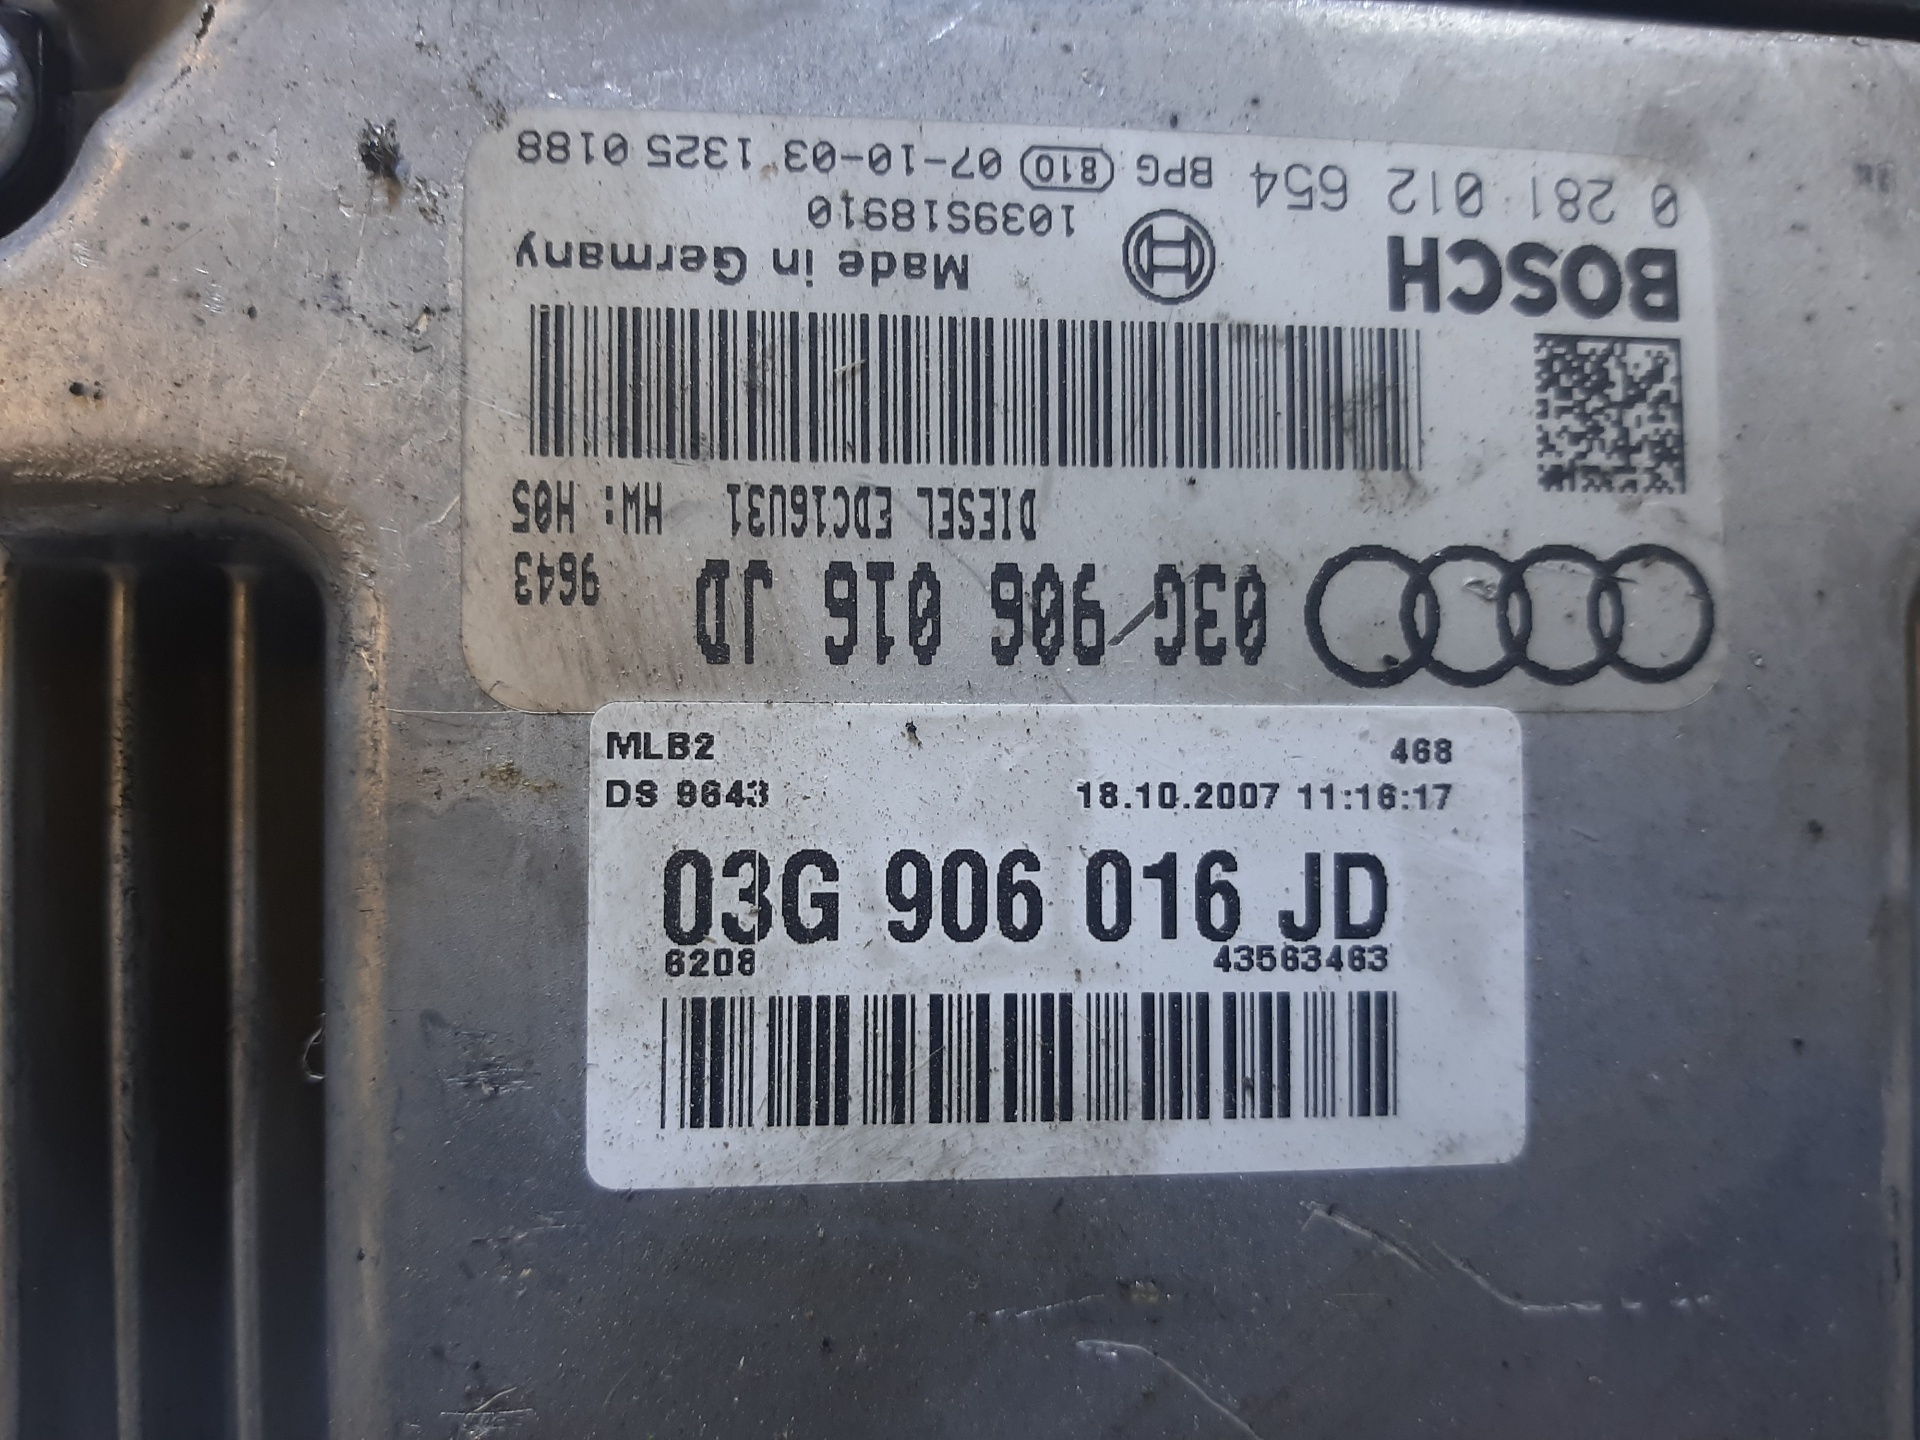 0 281 012 654 BPG 810 07-10-03 1325 0188
1039S18910
BOSCH Made in Germany
DIESEL EDC16U31 HW: H05
03G 906 016 JD 9643
MLB2 468
DS 9643 18.10.2007 11:16:17
03G 906 016 JD
6208 43563463